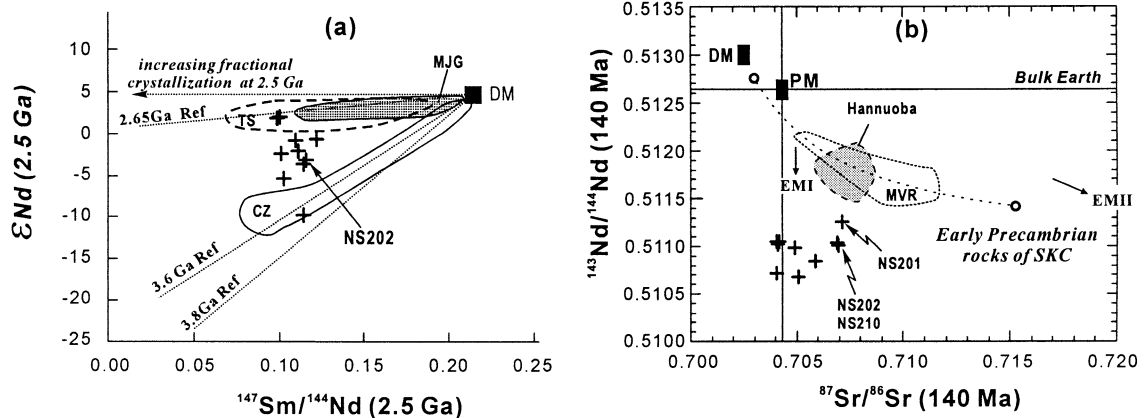 (a)
10
5
0
-5
-10
-15
-20
-25
εNd (2.5 Ga)
increasing fractional
crystallization at 2.5 Ga
MJG
DM
2.65Ga Ref
TS
CZ
NS202
3.6 Ga Ref
3.8Ga Ref
0.00
0.05
0.10
0.15
0.20
0.25
147Sm/144Nd (2.5 Ga)
(b)
0.5135
0.5130
0.5125
0.5120
0.5115
0.5110
0.5105
0.5100
143Nd/144Nd (140 Ma)
DM
PM
Bulk Earth
Hannuoba
EMI
MVR
EMII
Early Precambrian
rocks of SKC
NS201
NS202
NS210
0.700
0.705
0.710
0.715
0.720
87Sr/86Sr (140 Ma)